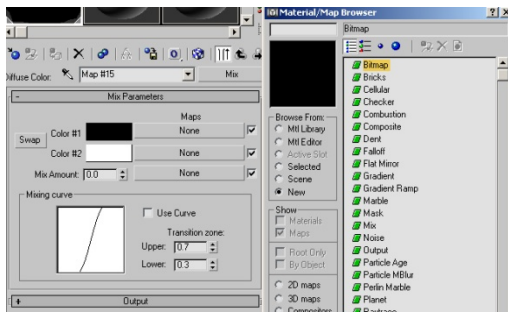 Material/Map Browser
Bitmap
Diffuse Color:
Map #15
Mix
Mix Parameters
Maps
Swap
Color #1
None
Color #2
None
Mix Amount: 0.0
None
Mixing curve
Use Curve
Transition zone:
Upper: 0.7
Lower: 0.3
Output
Browse From:
Mtl Library
Mtl Editor
Active Slot
Selected
Scene
New
Show
Materials
Maps
Root Only
By Object
2D maps
3D maps
Compositors
Bitmap
Bricks
Cellular
Checker
Combustion
Composite
Dent
Falloff
Flat Mirror
Gradient
Gradient Ramp
Marble
Mask
Mix
Noise
Output
Particle Age
Particle MBlur
Perlin Marble
Planet
Raytrace